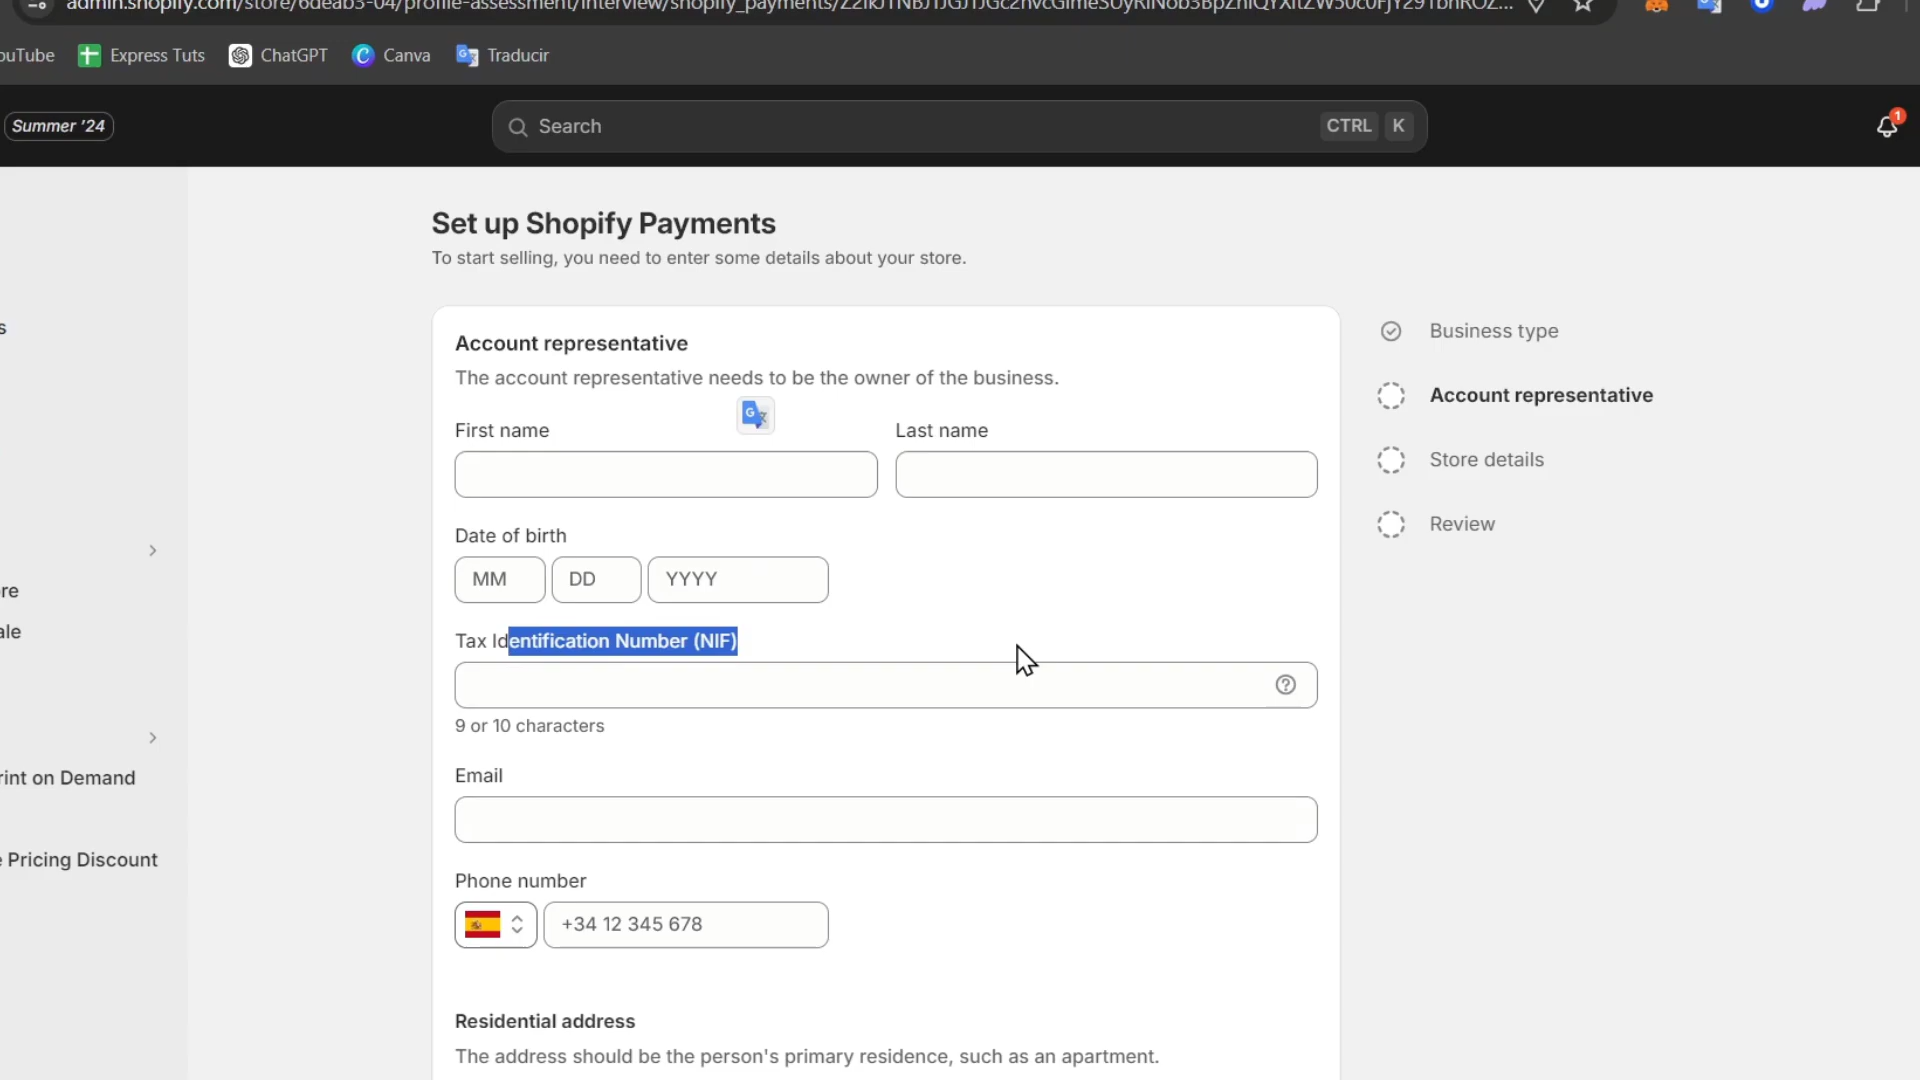 admin.shopify.com/store/6deab3-04/profile-assessment/interview/shopify_payments/
ouTube Express Tuts ChatGPT Canva Traducir
Summer '24
Search CTRL K
1
Set up Shopify Payments
To start selling, you need to enter some details about your store.
Account representative
The account representative needs to be the owner of the business.
First name Last name
Date of birth
MM DD YYYY
Tax Identification Number (NIF)
9 or 10 characters
Email
Phone number
+34 12 345 678
Residential address
The address should be the person's primary residence, such as an apartment.
Business type
Account representative
Store details
Review
s
re
ale
rint on Demand
e Pricing Discount